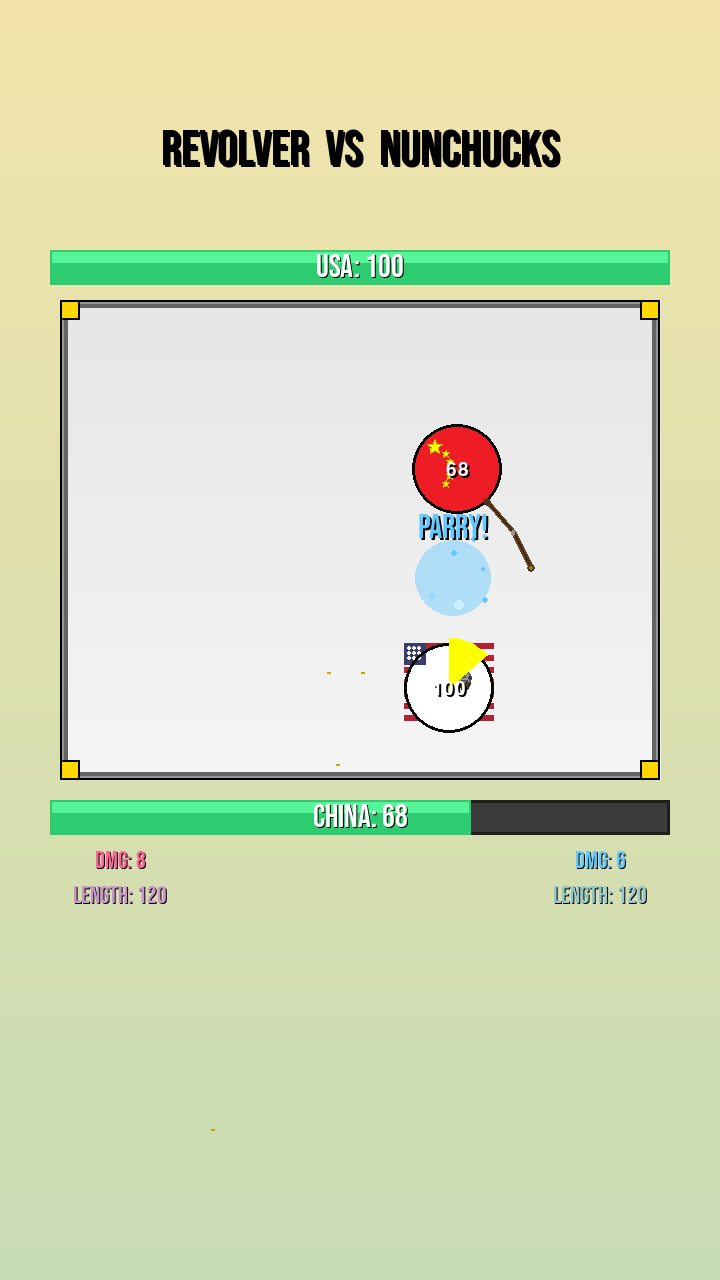 REVOLVER VS NUNCHUCKS
USA: 100
68
PARRY!
100
CHINA: 68
DMG: 8
DMG: 6
LENGTH: 120
LENGTH: 120